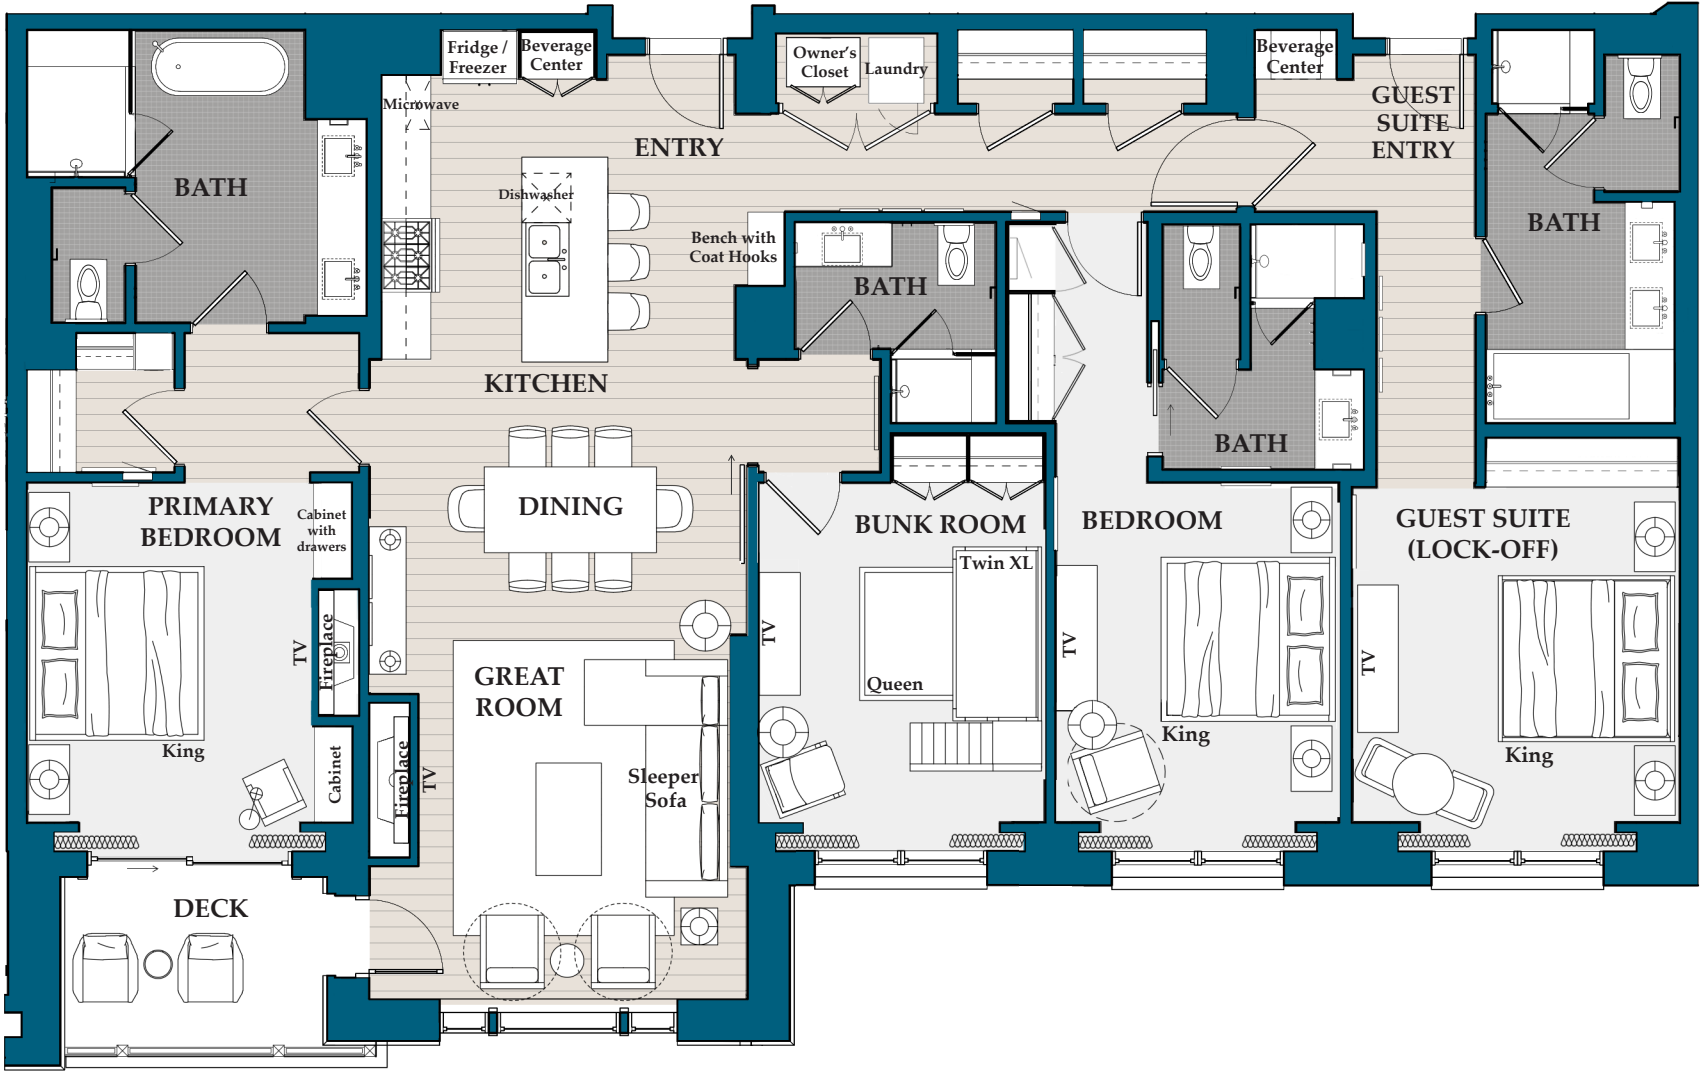 Fridge /
Freezer
Beverage
Center
Owner's
Closet
Laundry
Beverage
Center
Microwave
GUEST
SUITE
ENTRY
ENTRY
BATH
Dishwasher
BATH
Bench with
Coat Hooks
BATH
KITCHEN
BATH
PRIMARY
BEDROOM
Cabinet
with
drawers
DINING
BUNK ROOM
BEDROOM
GUEST SUITE
(LOCK-OFF)
Twin XL
TV
Fireplace
TV
TV
TV
GREAT
ROOM
Queen
King
King
King
Sleeper
Sofa
Cabinet
Fireplace
TV
DECK